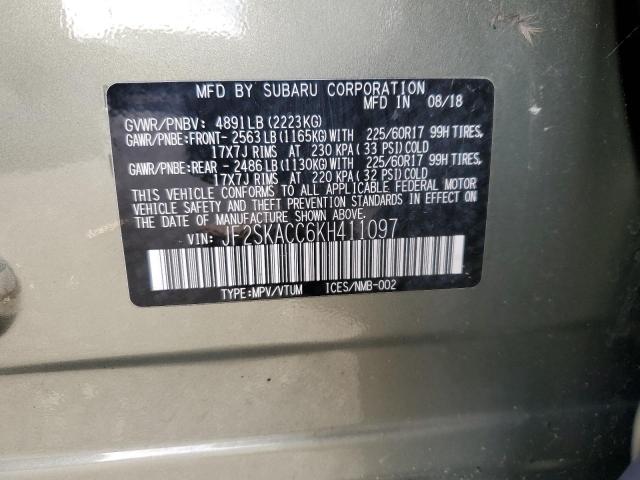 MFD BY SUBARU CORPORATION
MFD IN 08/18
GVWR/PNBV: 4891LB (2223KG)
GAWR/PNBE:FRONT- 2563LB (1165KG) WITH 225/60R17 99H TIRES,
17X7J RIMS AT 230 KPA (33 PSI) COLD
GAWR/PNBE:REAR - 2486LB (1130KG) WITH 225/60R17 99H TIRES,
17X7J RIMS AT 220 KPA (32 PSI) COLD
THIS VEHICLE CONFORMS TO ALL APPLICABLE FEDERAL MOTOR
VEHICLE SAFETY AND THEFT PREVENTION STANDARDS IN EFFECT ON
THE DATE OF MANUFACTURE SHOWN ABOVE.
VIN: JF2SKACC6KH411097
TYPE:MPV/VTUM ICES/NMB-002